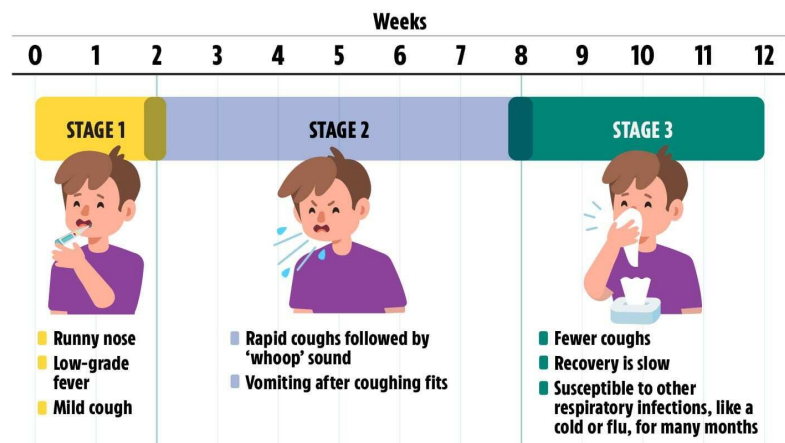 Weeks
0 1 2 3 4 5 6 7 8 9 10 11 12
STAGE 1
STAGE 2
STAGE 3
Runny nose
Low-grade
fever
Mild cough
Rapid coughs followed by
‘whoop’ sound
Vomiting after coughing fits
Fewer coughs
Recovery is slow
Susceptible to other
respiratory infections, like a
cold or flu, for many months